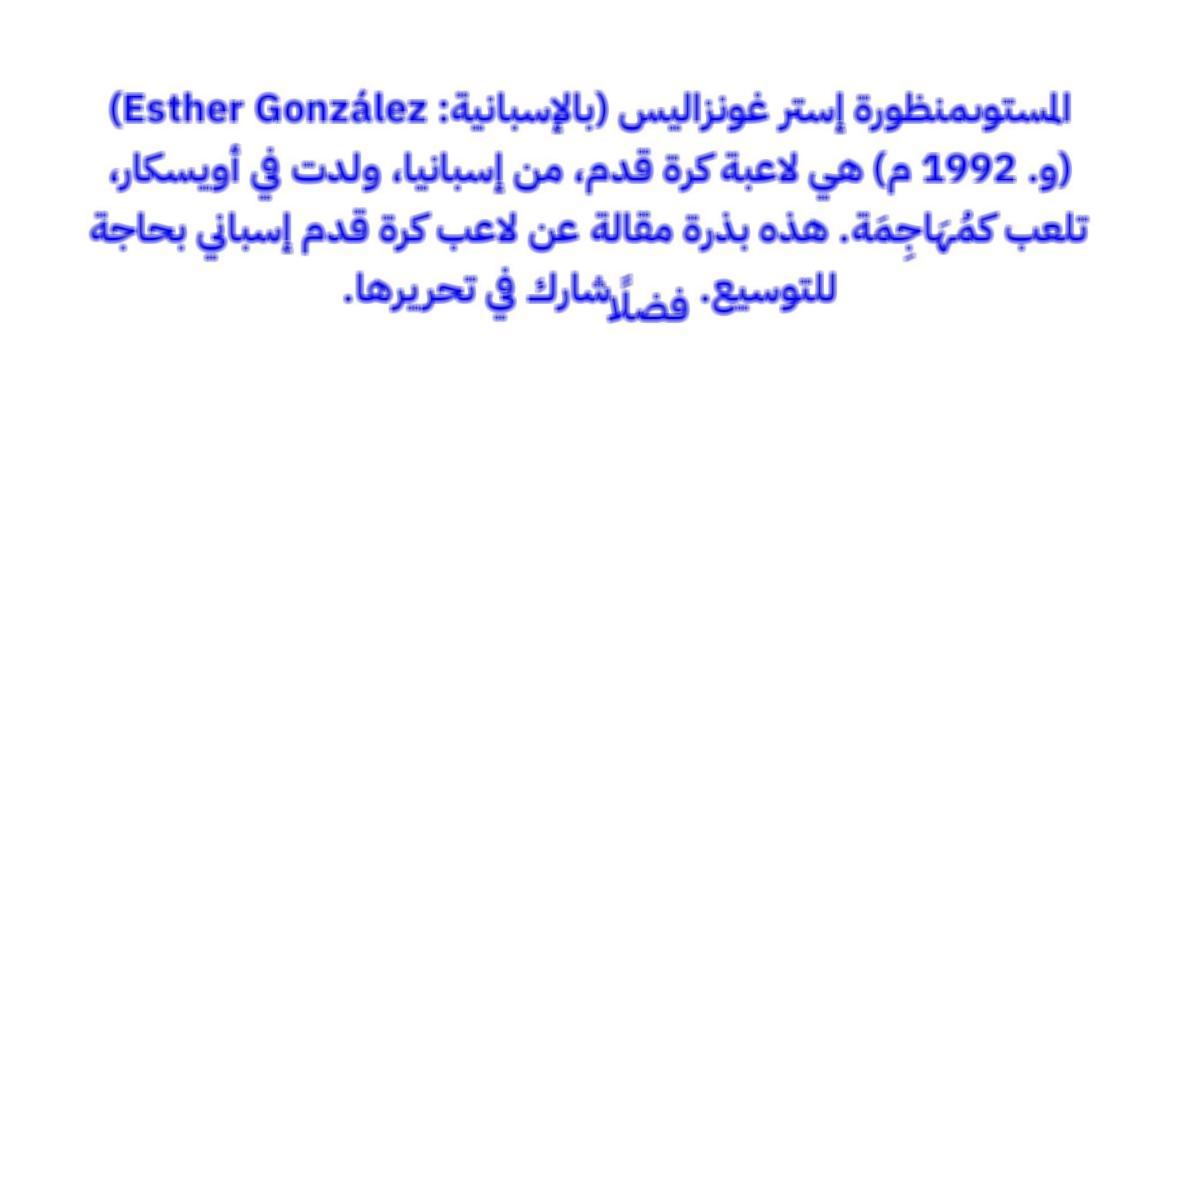 المستوىمنظورة إستر غونزاليس (بالإسبانية: Esther González)
(و. 1992 م) هي لاعبة كرة قدم، من إسبانيا، ولدت في أويسكار،
تلعب كمُهَاجِمَة. هذه بذرة مقالة عن لاعب كرة قدم إسباني بحاجة
للتوسيع. فضلًا شارك في تحريرها.